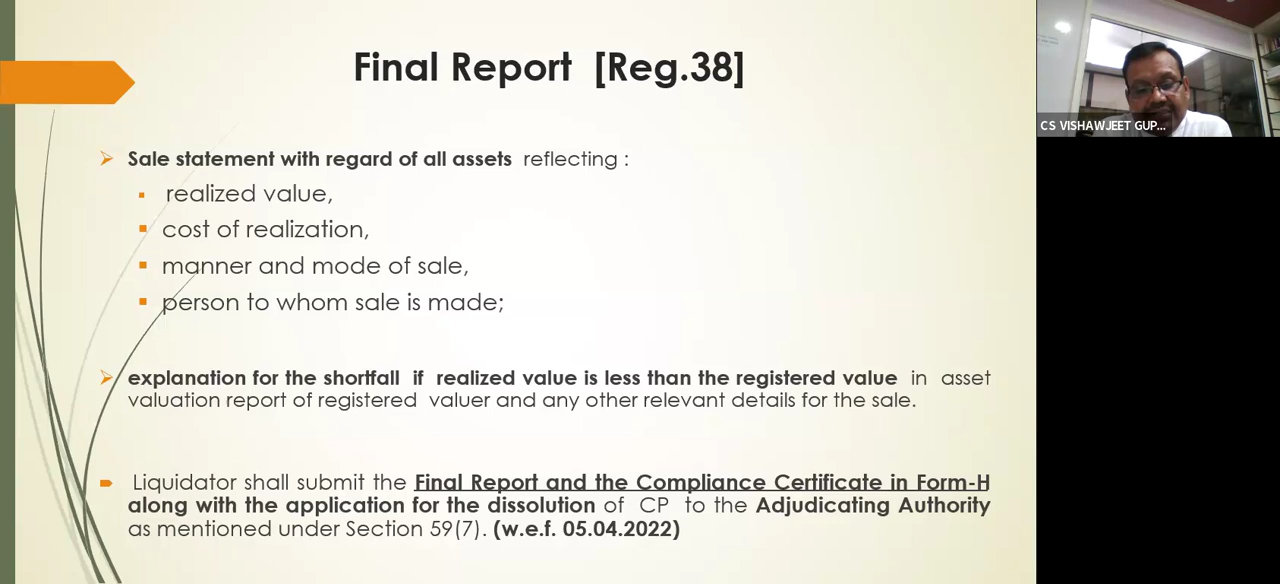 Final Report [Reg.38]
Sale statement with regard of all assets reflecting :
realized value,
cost of realization,
manner and mode of sale,
person to whom sale is made;
explanation for the shortfall if realized value is less than the registered value in asset
valuation report of registered valuer and any other relevant details for the sale.
Liquidator shall submit the Final Report and the Compliance Certificate in Form-H
along with the application for the dissolution of CP to the Adjudicating Authority
as mentioned under Section 59(7). (w.e.f. 05.04.2022)
CS VISHAWJEET GUP...